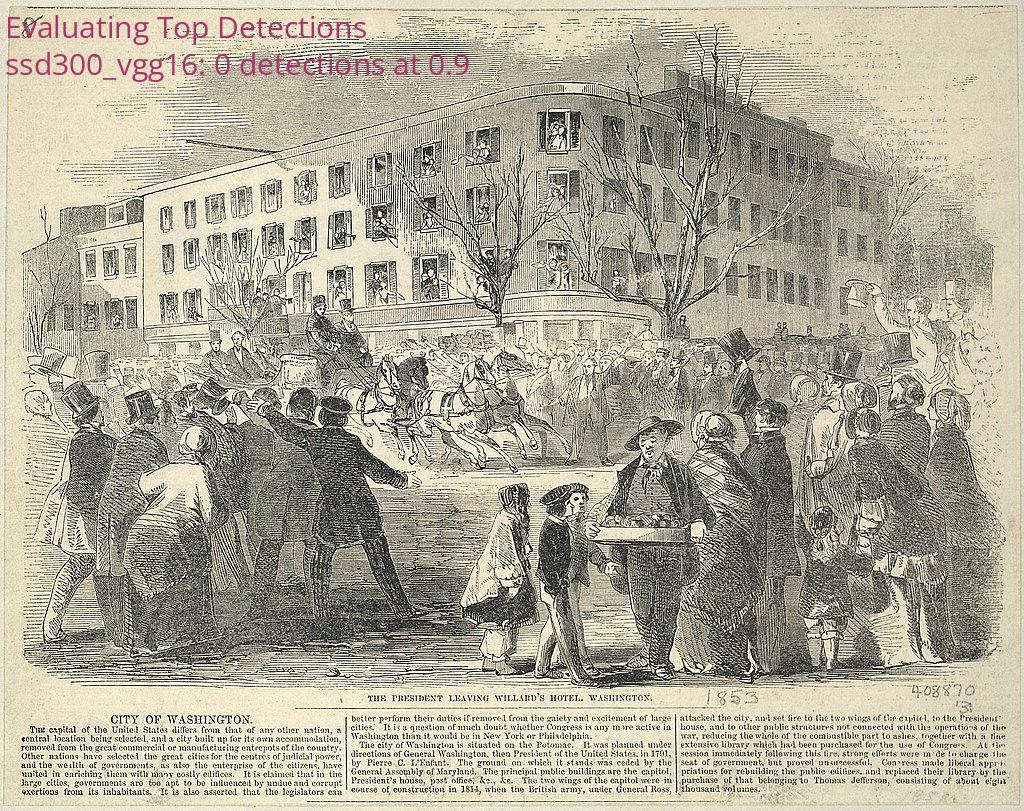 8
Evaluating Top Detections
ssd300_vgg16: 0 detections at 0.9
THE PRESIDENT LEAVING WILLARD'S HOTEL, WASHINGTON.
1853
408870
'3
CITY OF WASHINGTON.
The capital of the United States differs from that of any other nation, a
central location being selected, and a city built up for its own accommodation,
removed from the great commercial or manufacturing entrepots of the country.
Other nations have selected the great cities for the centres of judicial power,
and the wealth of governments, as also the enterprise of the citizens, have
united in enriching them with many costly edifices. It is claimed that in the
large cities, governments are too apt to be influenced by undue and corrupt
exertions from its inhabitants. It is also asserted that the legislators can
better perform their duties if removed from the gaiety and excitement of large
cities. It is a question of much doubt whether Congress is any more active in
Washington than it would be in New York or Philadelphia.
The city of Washington is situated on the Potomac. It was planned under
directions of General Washington, then President of the United States, in 1791,
by Pierre C. L'Enfant. The ground on which it stands was ceded by the
General Assembly of Maryland. The principal public buildings are the capitol,
President's house, post office, &c., &c. The two wings of the capitol were in
course of construction in 1814, when the British army, under General Ross,
attacked the city, and set fire to the two wings of the capitol, to the President'
house, and to other public structures not connected with the operations of the
war, reducing the whole of the combustible part to ashes, together with a fine
extensive library which had been purchased for the use of Congress. At the
session immediately following this fire, strong efforts were made to change the
seat of government, but proved unsuccessful. Congress made liberal appro-
priations for rebuilding the public edifices, and replaced their library by the
purchase of that belonging to Thomas Jefferson, consisting of about eight
thousand volumes.